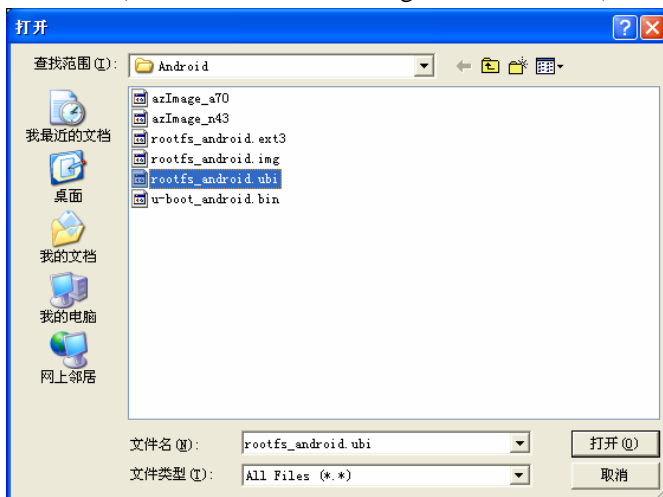 打开
查找范围(I):
Android
azImage_a70
azImage_n43
rootfs_android.ext3
rootfs_android.img
rootfs_android.ubi
u-boot_android.bin
我最近的文档
桌面
我的文档
我的电脑
网上邻居
文件名(N):
rootfs_android.ubi
打开(O)
文件类型(T):
All Files (*.*)
取消